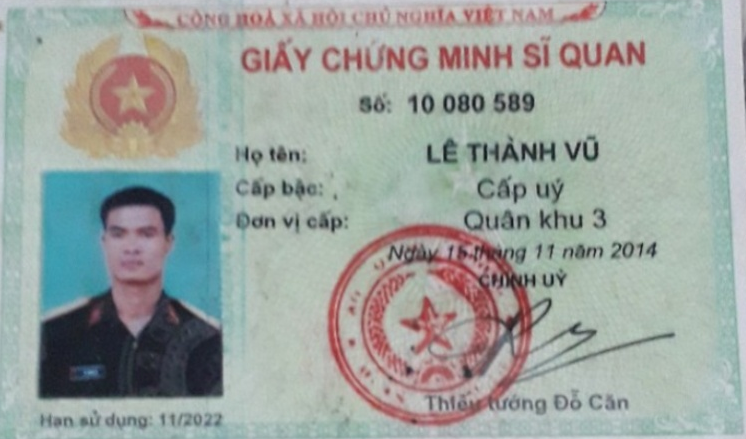 CỘNG HOÀ XÃ HỘI CHỦ NGHĨA VIỆT NAM
GIẤY CHỨNG MINH SĨ QUAN
Số: 10 080 589
Họ tên: LÊ THÀNH VŨ
Cấp bậc: Cấp uý
Đơn vị cấp: Quân khu 3
Ngày 15 tháng 11 năm 2014
CHÍNH UỶ
Thiếu tướng Đỗ Căn
Hạn sử dụng: 11/2022